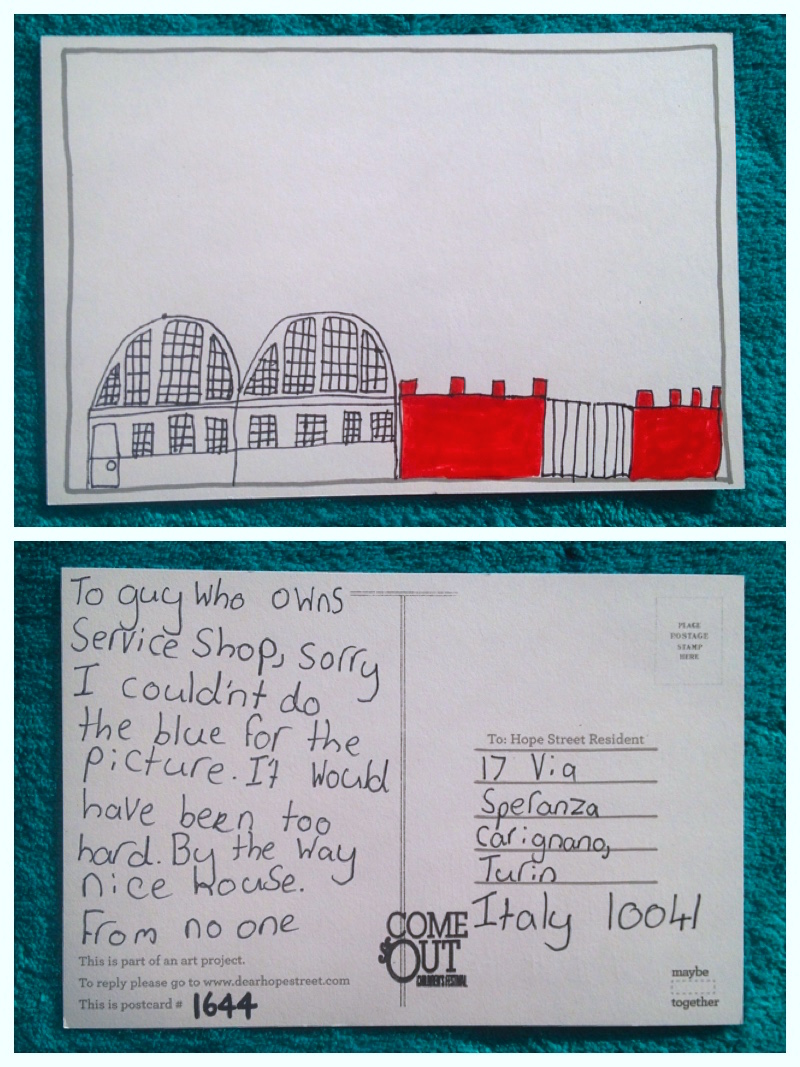 To guy who owns
Service Shop, sorry
I could'nt do
the blue for the
picture. It would
have been too
hard. By the way
nice house.
From no one
This is part of an art project.
To reply please go to www.dearhopestreet.com
This is postcard # 1644
COME
OUT
CHILDREN'S FESTIVAL
PLACE
POSTAGE
STAMP
HERE
To: Hope Street Resident
17 Via
Speranza
Carignano,
Turin
Italy 10041
maybe
together